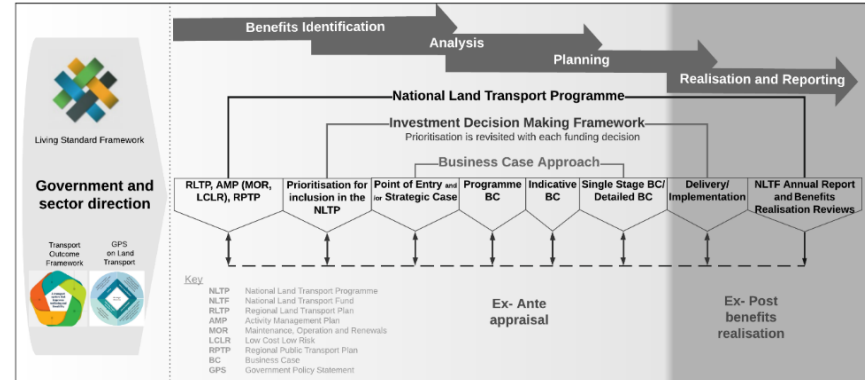 Benefits Identification
Analysis
Planning
Realisation and Reporting
Living Standard Framework
Government and
sector direction
Transport
Outcome
Framework
GPS
on Land
Transport
National Land Transport Programme
Investment Decision Making Framework
Prioritisation is revisited with each funding decision
Business Case Approach
RLTP, AMP (MOR,
LCLR), RPTP
Prioritisation for
inclusion in the
NLTP
Point of Entry and
/or Strategic Case
Programme
BC
Indicative
BC
Single Stage BC/
Detailed BC
Delivery/
Implementation
NLTF Annual Report
and Benefits
Realisation Reviews
Key
NLTP National Land Transport Programme
NLTF National Land Transport Fund
RLTP Regional Land Transport Plan
AMP Activity Management Plan
MOR Maintenance, Operation and Renewals
LCLR Low Cost Low Risk
RPTP Regional Public Transport Plan
BC Business Case
GPS Government Policy Statement
Ex- Ante
appraisal
Ex- Post
benefits
realisation